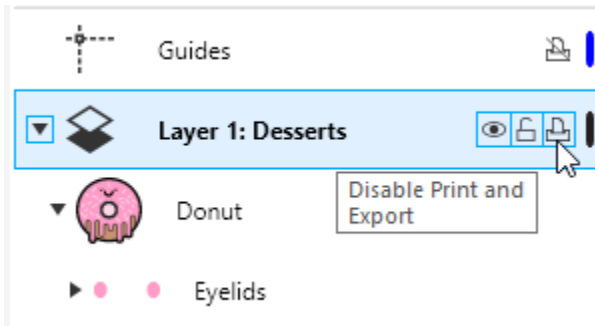 Guides
Layer 1: Desserts
Disable Print and
Export
Donut
Eyelids